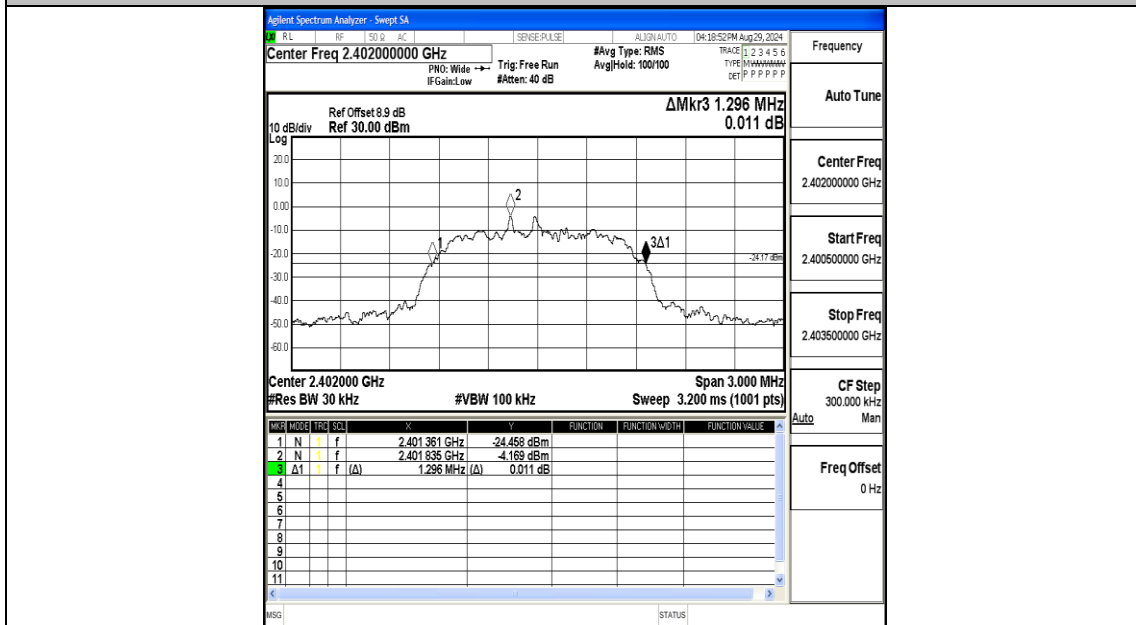 Agilent Spectrum Analyzer - Swept SA
RL RF 50 Ω AC SENSE:PULSE ALIGN AUTO 04:18:52 PM Aug 29, 2024
Center Freq 2.402000000 GHz
#Avg Type: RMS
TRACE 1 2 3 4 5 6
PNO: Wide
Trig: Free Run
Avg|Hold: 100/100
TYPE
IFGain:Low
#Atten: 40 dB
DET P P P P P P
Frequency
Auto Tune
ΔMkr3 1.296 MHz
0.011 dB
Ref Offset 8.9 dB
10 dB/div Ref 30.00 dBm
Log
20.0
10.0
0.00
-10.0
-20.0
-30.0
-40.0
-50.0
-60.0
2
1
3Δ1
-24.17 dBm
Center Freq
2.402000000 GHz
Start Freq
2.400500000 GHz
Stop Freq
2.403500000 GHz
CF Step
300.000 kHz
Auto Man
Freq Offset
0 Hz
Center 2.402000 GHz Span 3.000 MHz
#Res BW 30 kHz #VBW 100 kHz Sweep 3.200 ms (1001 pts)
MKR MODE TRC SCL X Y FUNCTION FUNCTION WIDTH FUNCTION VALUE
1 N 1 f 2.401 361 GHz -24.458 dBm
2 N 1 f 2.401 835 GHz -4.169 dBm
3 Δ1 1 f (Δ) 1.296 MHz (Δ) 0.011 dB
4
5
6
7
8
9
10
11
MSG STATUS